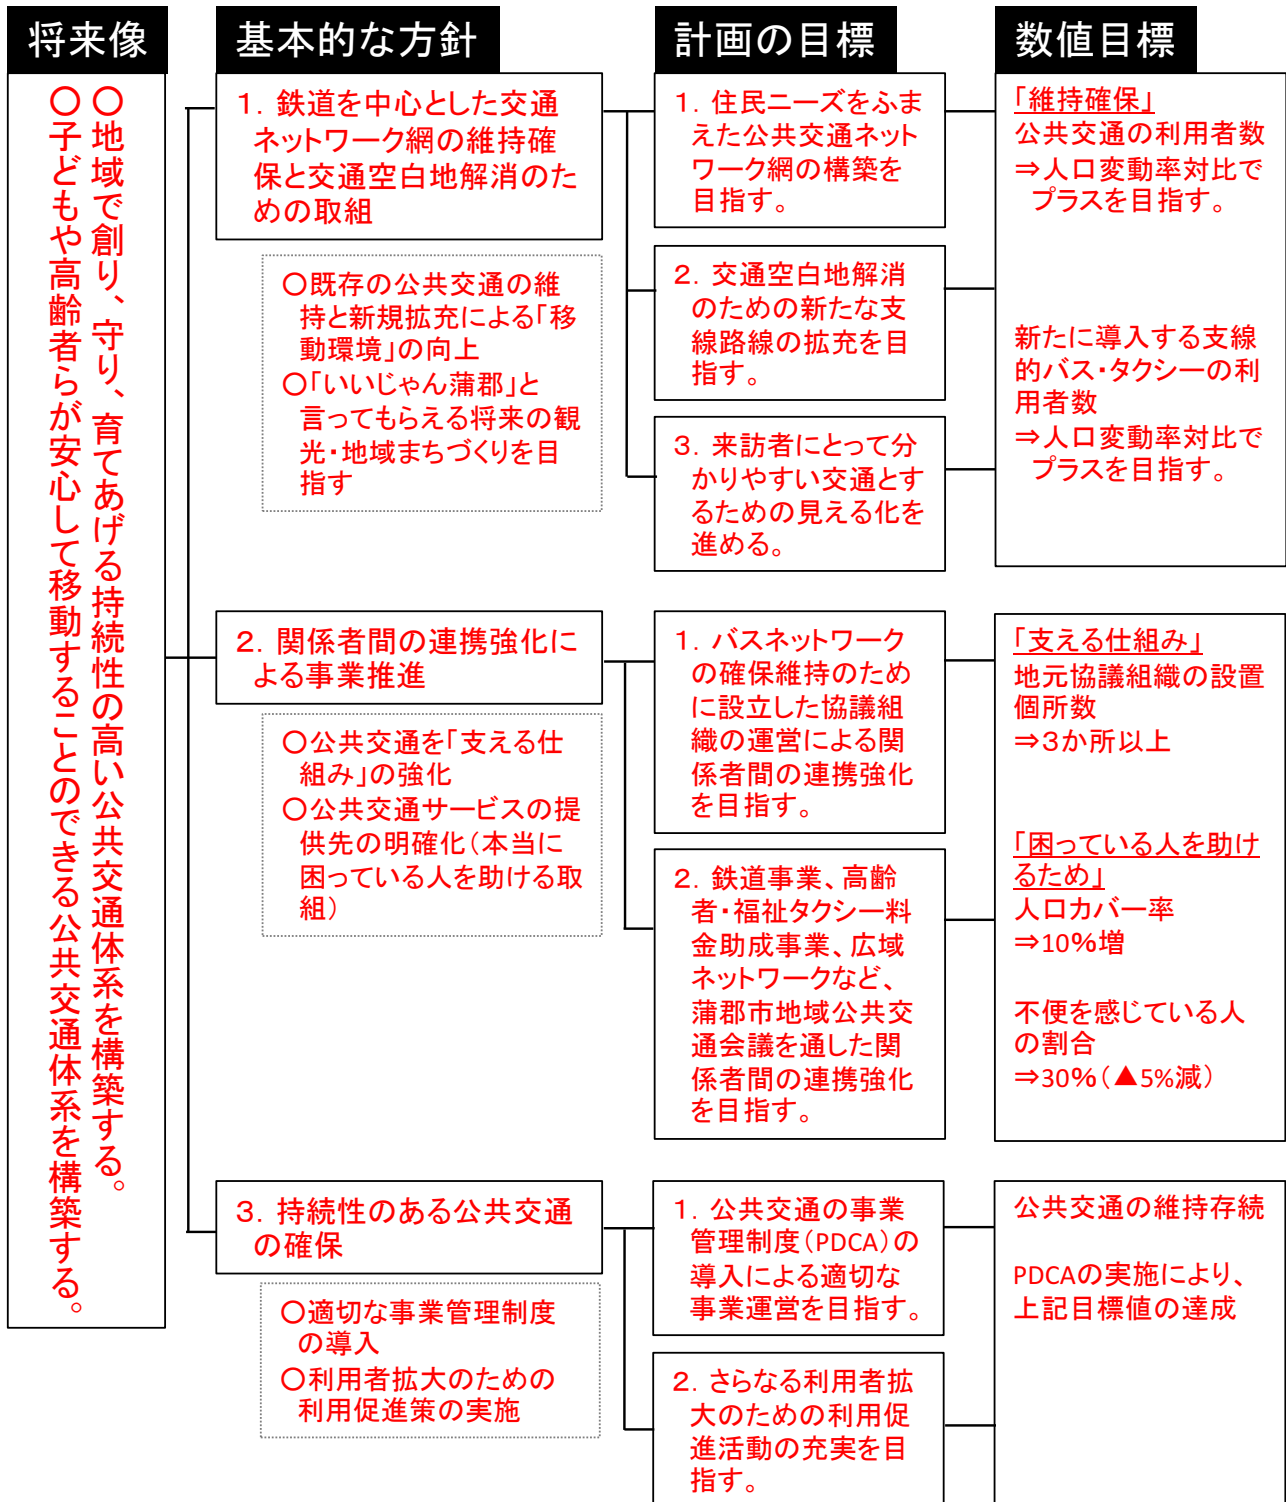 将来像
基本的な方針
計画の目標
数値目標
〇地域で創り、守り、育てあげる持続性の高い公共交通体系を構築する。
〇子どもや高齢者らが安心して移動することのできる公共交通体系を構築する。
1．鉄道を中心とした交通
ネットワーク網の維持確
保と交通空白地解消のた
めの取組
〇既存の公共交通の維
持と新規拡充による「移
動環境」の向上
〇「いいじゃん蒲郡」と
言ってもらえる将来の観
光・地域まちづくりを目
指す
1．住民ニーズをふま
えた公共交通ネット
ワーク網の構築を
目指す。
2．交通空白地解消
のための新たな支
線路線の拡充を目
指す。
3．来訪者にとって分
かりやすい交通とす
るための見える化を
進める。
「維持確保」
公共交通の利用者数
⇒人口変動率対比で
プラスを目指す。
新たに導入する支線
的バス・タクシーの利
用者数
⇒人口変動率対比で
プラスを目指す。
2．関係者間の連携強化に
よる事業推進
〇公共交通を「支える仕
組み」の強化
〇公共交通サービスの提
供先の明確化（本当に
困っている人を助ける取
組）
1．バスネットワーク
の確保維持のため
に設立した協議組
織の運営による関
係者間の連携強化
を目指す。
2．鉄道事業、高齢
者・福祉タクシー料
金助成事業、広域
ネットワークなど、
蒲郡市地域公共交
通会議を通した関
係者間の連携強化
を目指す。
「支える仕組み」
地元協議組織の設置
個所数
⇒3か所以上
「困っている人を助け
るため」
人口カバー率
⇒10％増
不便を感じている人
の割合
⇒30％（▲5％減）
3．持続性のある公共交通
の確保
〇適切な事業管理制度
の導入
〇利用者拡大のための
利用促進策の実施
1．公共交通の事業
管理制度（PDCA）の
導入による適切な
事業運営を目指す。
2．さらなる利用者拡
大のための利用促
進活動の充実を目
指す。
公共交通の維持存続
PDCAの実施により、
上記目標値の達成